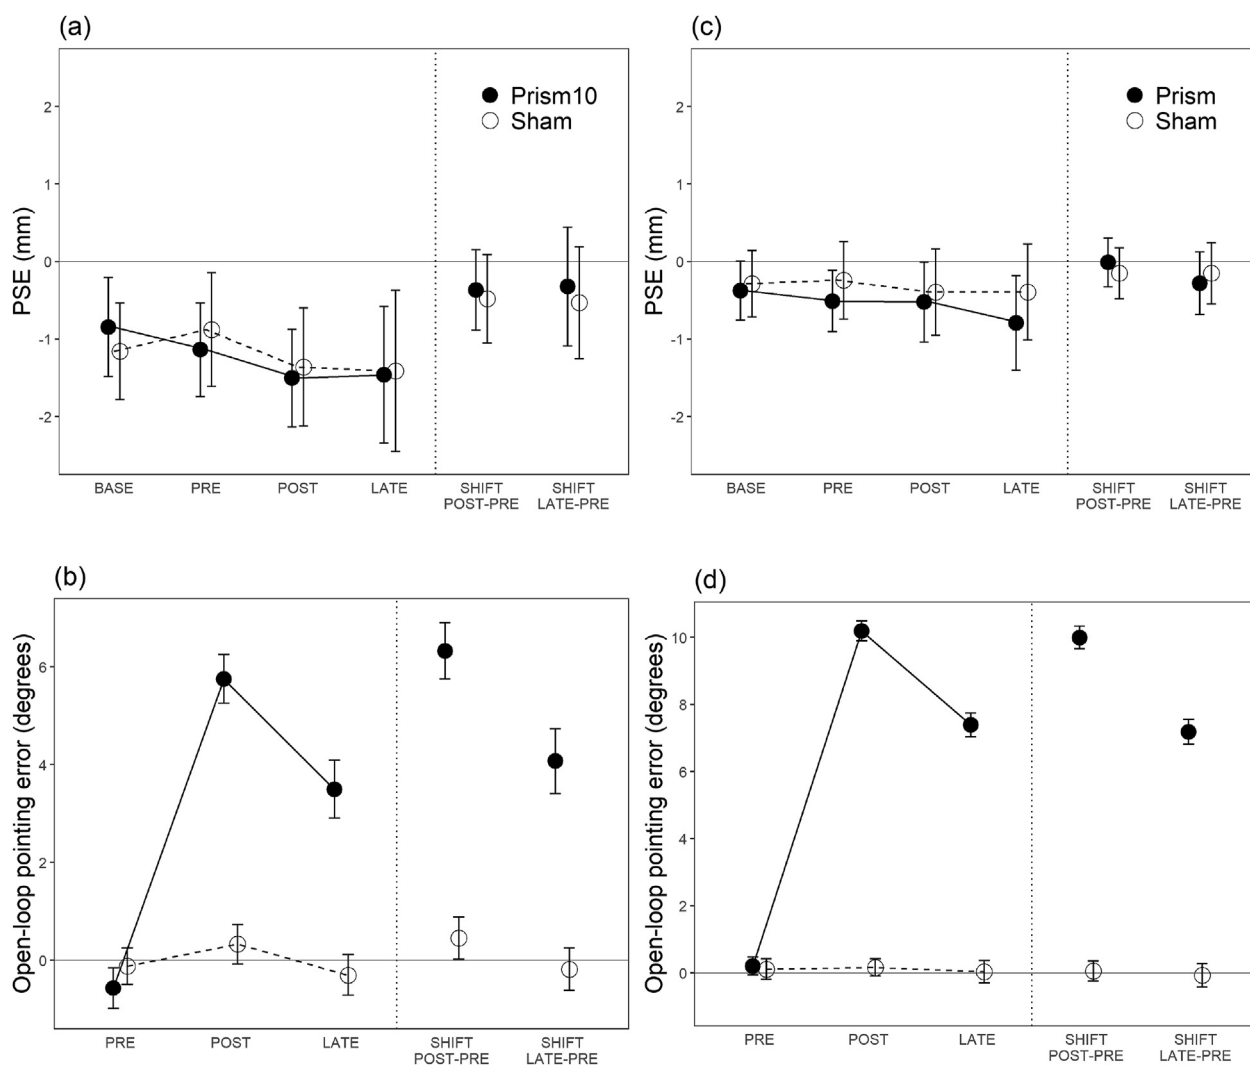 (a)
PSE (mm)
2
1
0
-1
-2
Prism10
Sham
BASE PRE POST LATE SHIFT SHIFT
POST-PRE LATE-PRE
(c)
PSE (mm)
2
1
0
-1
-2
Prism
Sham
BASE PRE POST LATE SHIFT SHIFT
POST-PRE LATE-PRE
(b)
Open-loop pointing error (degrees)
6
4
2
0
PRE POST LATE SHIFT SHIFT
POST-PRE LATE-PRE
(d)
Open-loop pointing error (degrees)
10
8
6
4
2
0
PRE POST LATE SHIFT SHIFT
POST-PRE LATE-PRE